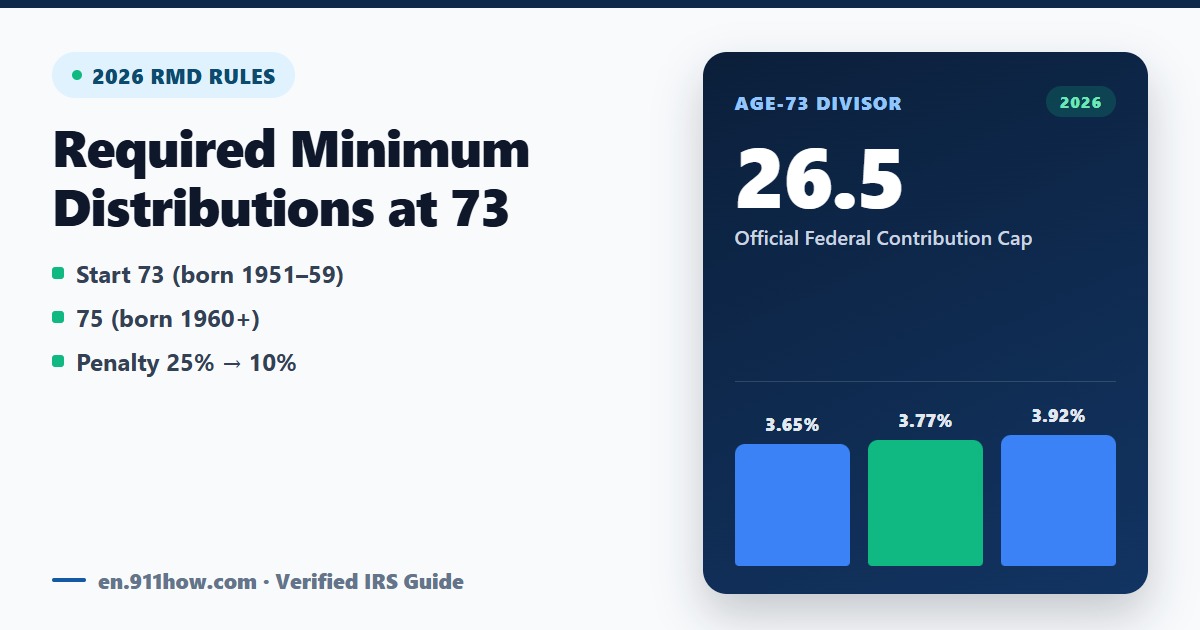 2026 RMD RULES
Required Minimum
Distributions at 73
Start 73 (born 1951–59)
75 (born 1960+)
Penalty 25% → 10%
en.911how.com · Verified IRS Guide
AGE-73 DIVISOR
2026
26.5
Official Federal Contribution Cap
3.65%
3.77%
3.92%